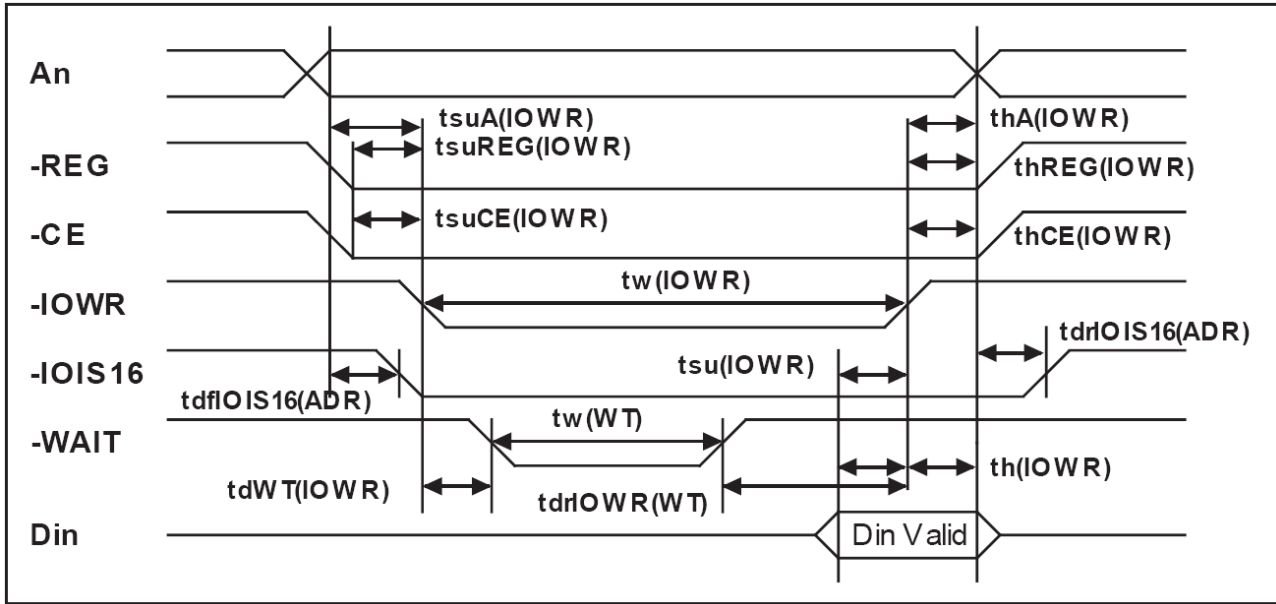 An
tsuA(IOWR)
thA(IOWR)
tsuREG(IOWR)
-REG
thREG(IOWR)
tsuCE(IOWR)
-CE
thCE(IOWR)
tw(IOWR)
-IOWR
tdrIOIS16(ADR)
-IOIS16
tsu(IOWR)
tdfIOIS16(ADR)
tw(WT)
-WAIT
th(IOWR)
tdWT(IOWR)
tdrIOWR(WT)
Din
Din Valid